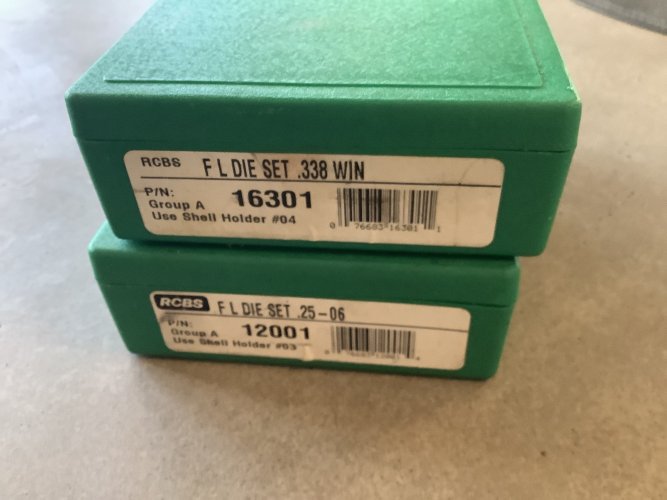 RCBS F L DIE SET .338 WIN
P/N: 16301
Group A
Use Shell Holder #04
0 76683 16301 1
RCBS F L DIE SET .25-06
P/N: 12001
Group A
Use Shell Holder #03